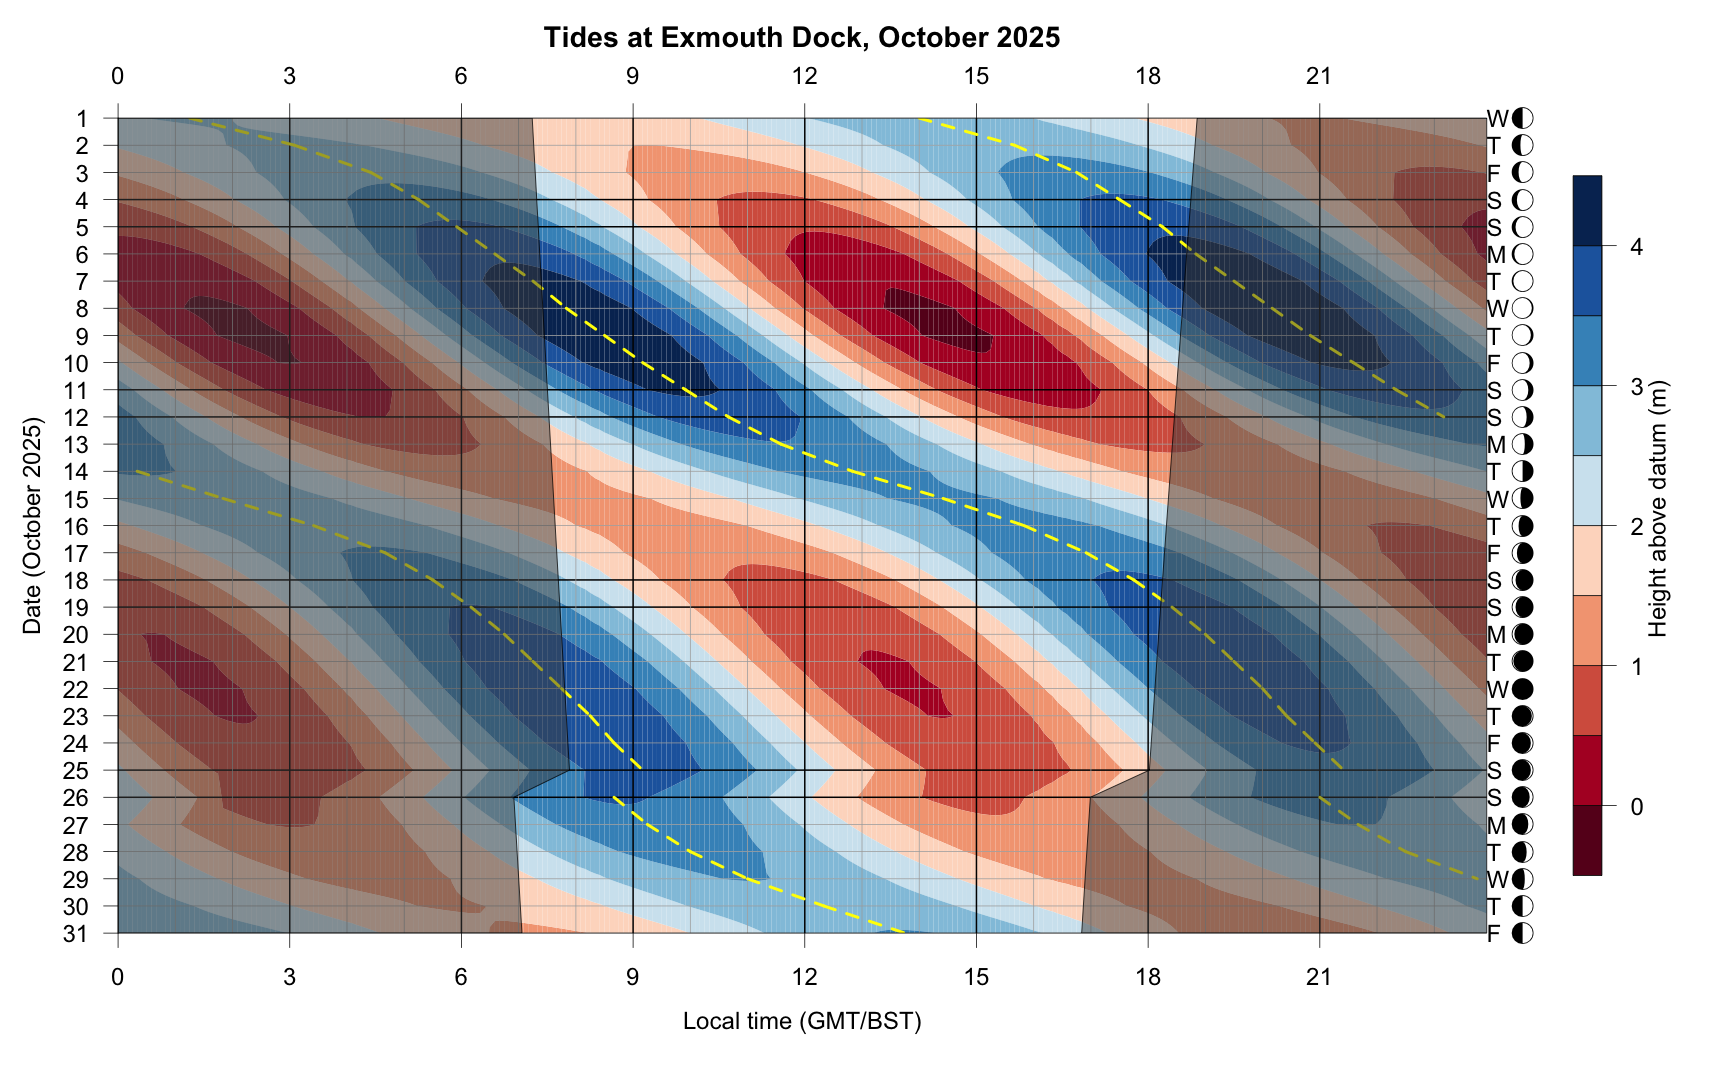 Tides at Exmouth Dock, October 2025
0 3 6 9 12 15 18 21
Date (October 2025)
1 W
2 T
3 F
4 S
5 S
6 M
7 T
8 W
9 T
10 F
11 S
12 S
13 M
14 T
15 W
16 T
17 F
18 S
19 S
20 M
21 T
22 W
23 T
24 F
25 S
26 S
27 M
28 T
29 W
30 T
31 F
0 3 6 9 12 15 18 21
Local time (GMT/BST)
4
3
2
1
0
Height above datum (m)